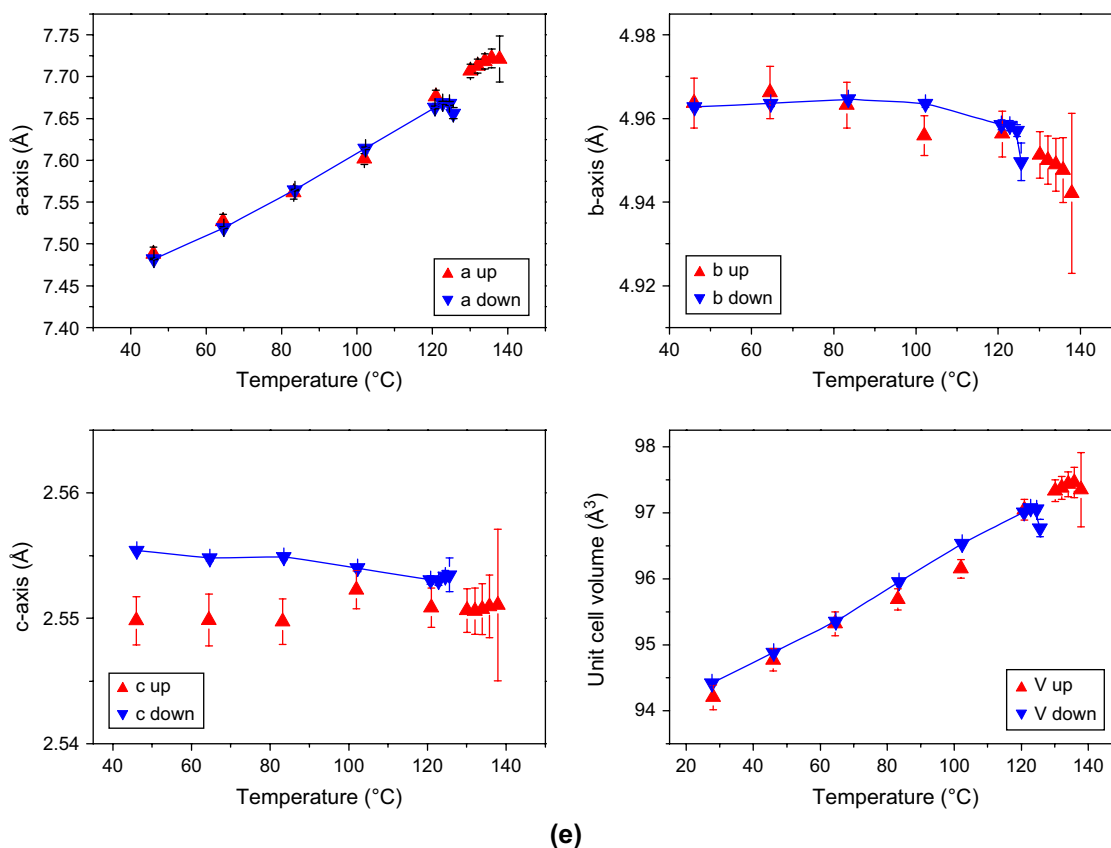 7.75
7.70
7.65
7.60
7.55
7.50
7.45
7.40
a-axis (Å)
a up
a down
40 60 80 100 120 140
Temperature (°C)
4.98
4.96
4.94
4.92
b-axis (Å)
b up
b down
40 60 80 100 120 140
Temperature (°C)
2.56
2.55
2.54
c-axis (Å)
c up
c down
40 60 80 100 120 140
Temperature (°C)
98
97
96
95
94
Unit cell volume (Å³)
V up
V down
20 40 60 80 100 120 140
Temperature (°C)
(e)